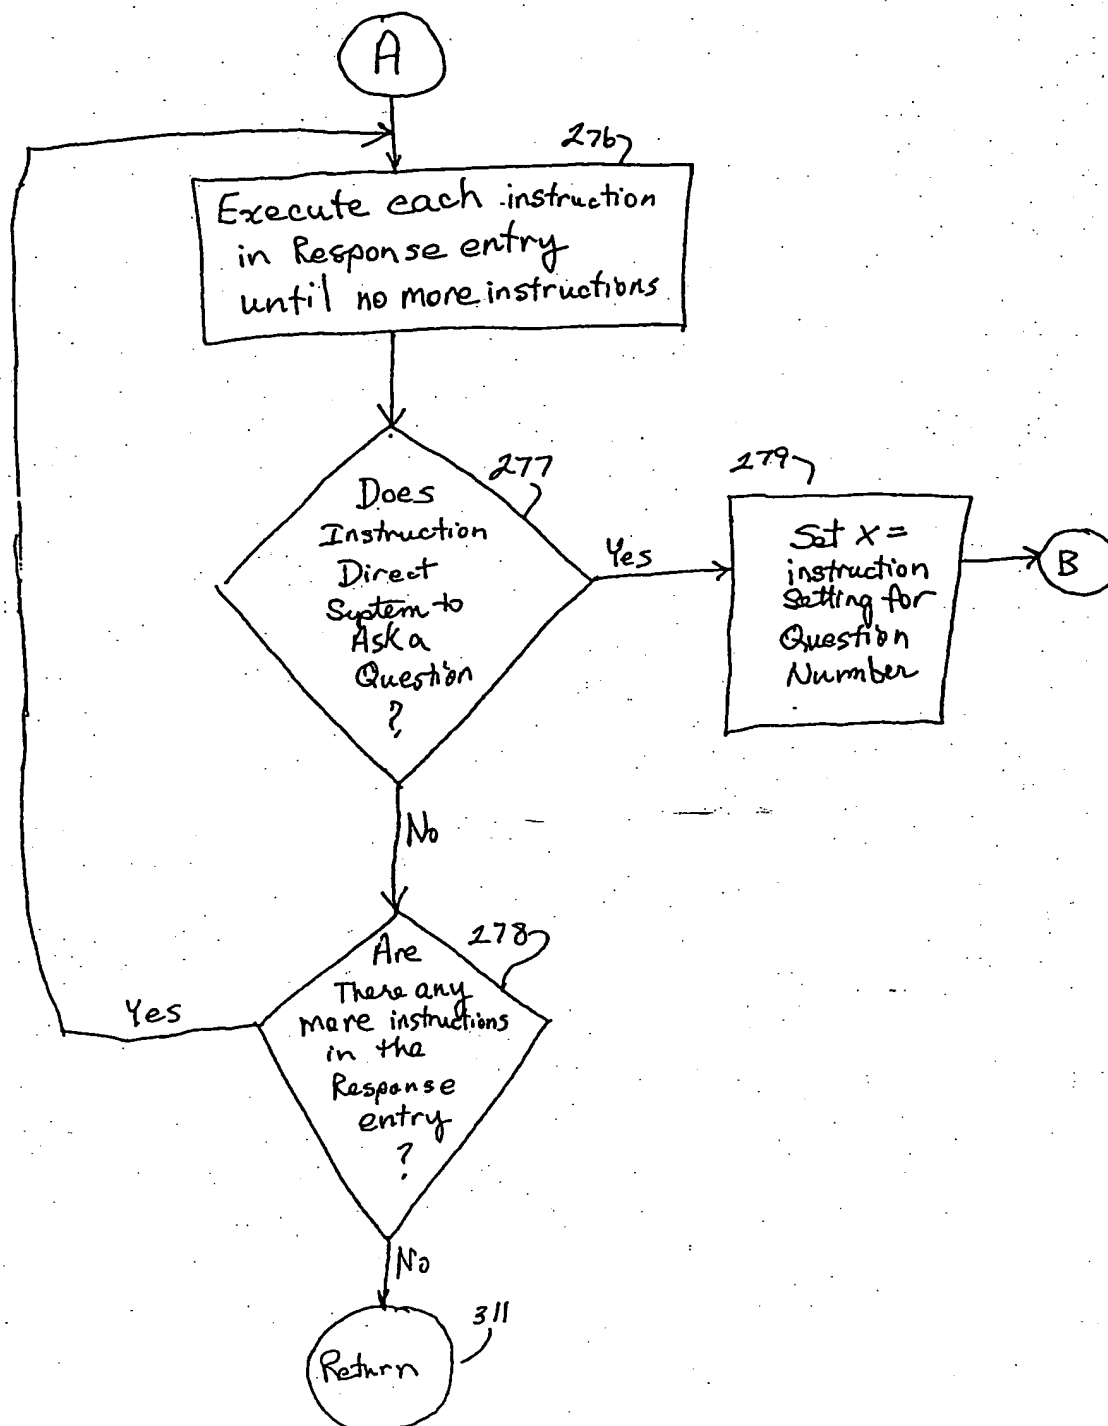 A
276
Execute each instruction
in Response entry
until no more instructions
277
Does
Instruction
Direct
System to
Ask a
Question
?
Yes
279
Set X =
instruction
Setting for
Question
Number
B
No
278
Are
There any
more instructions
in the
Response
entry
?
Yes
No
Return
311